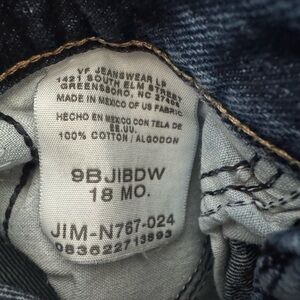 VF JEANSWEAR LP
1421 SOUTH ELM STREET
GREENSBORO, NC 27406
MADE IN MEXICO OF US FABRIC
HECHO EN MEXICO CON TELA DE
EE.UU.
100% COTTON / ALGODON
9BJIBDW
18 MO.
JIM-N767-024
083622713893